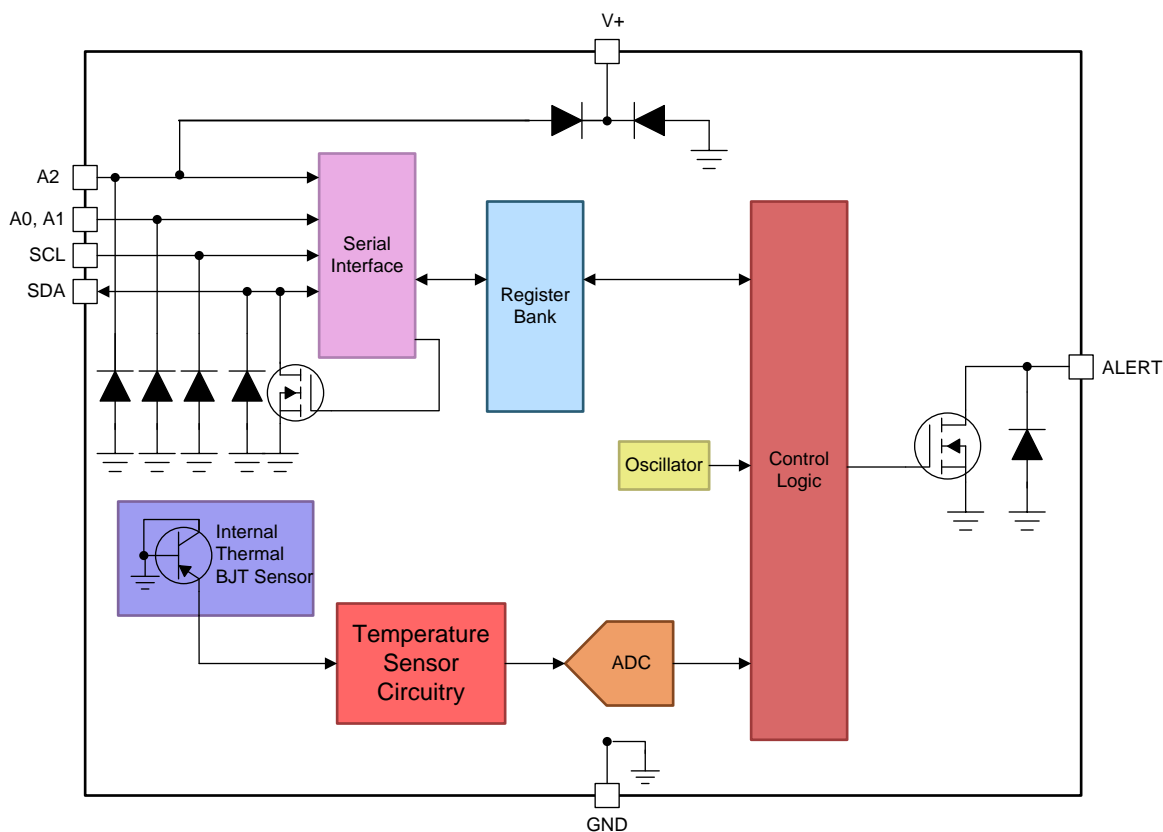 V+
A2
A0, A1
SCL
SDA
Serial
Interface
Register
Bank
ALERT
Oscillator
Control
Logic
Internal
Thermal
BJT Sensor
Temperature
Sensor
Circuitry
ADC
GND